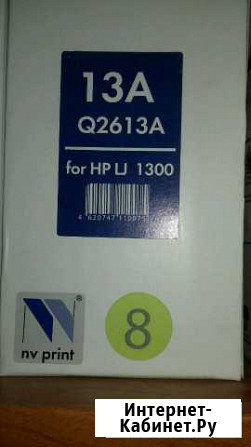 13A
Q2613A
for HP LJ 1300
nv print
®
8
Интернет-
Кабинет.Ру